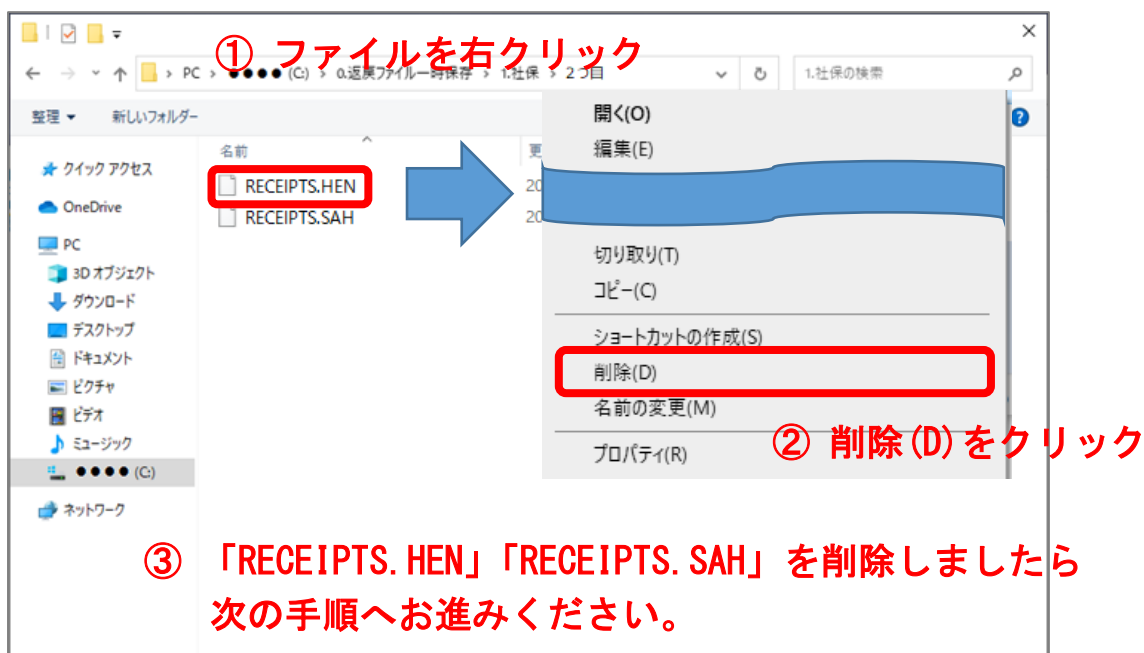 ① ファイルを右クリック
PC › ●●●● (C:) › 0.返戻ファイル一時保存 › 1.社保 › 2つ目
1.社保の検索
整理 新しいフォルダー
名前
更
クイック アクセス
OneDrive
PC
3D オブジェクト
ダウンロード
デスクトップ
ドキュメント
ピクチャ
ビデオ
ミュージック
●●●● (C:)
ネットワーク
RECEIPTS.HEN 20
RECEIPTS.SAH 20
開く(O)
編集(E)
切り取り(T)
コピー(C)
ショートカットの作成(S)
削除(D)
名前の変更(M)
プロパティ(R)
② 削除(D)をクリック
③ 「RECEIPTS.HEN」「RECEIPTS.SAH」を削除しましたら
次の手順へお進みください。